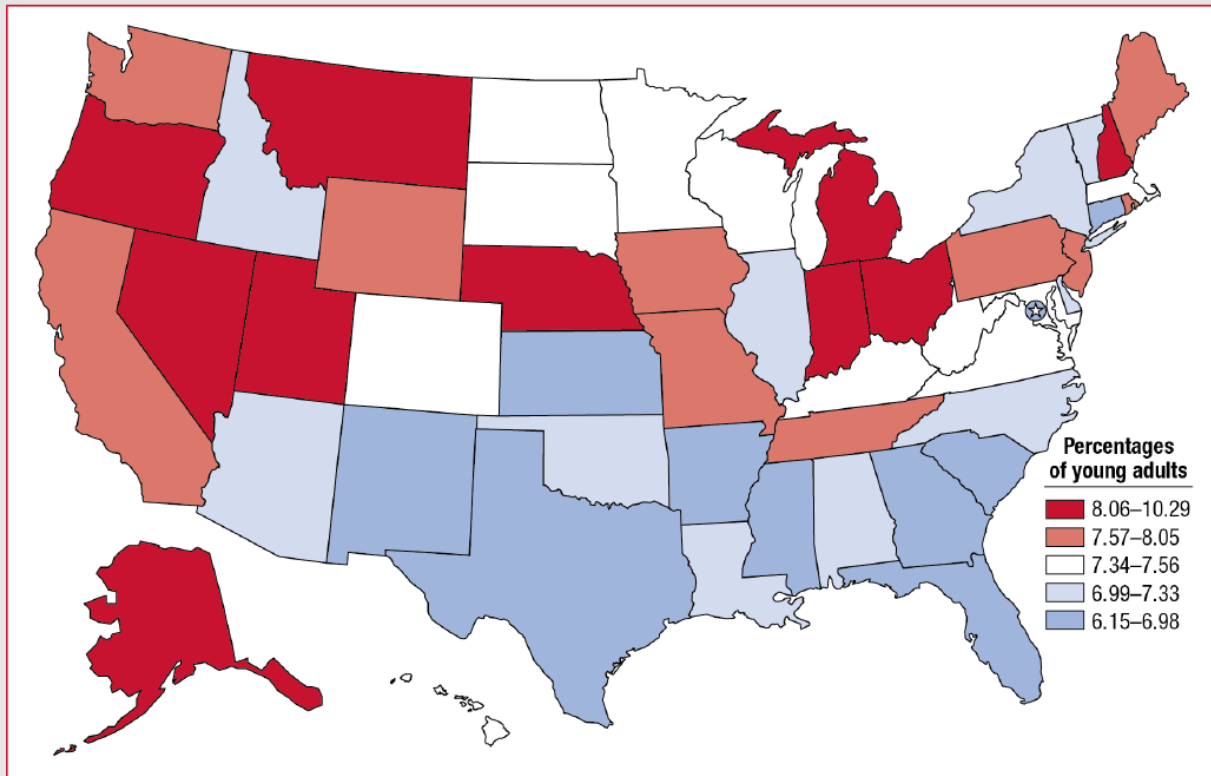 Percentages
of young adults
8.06–10.29
7.57–8.05
7.34–7.56
6.99–7.33
6.15–6.98